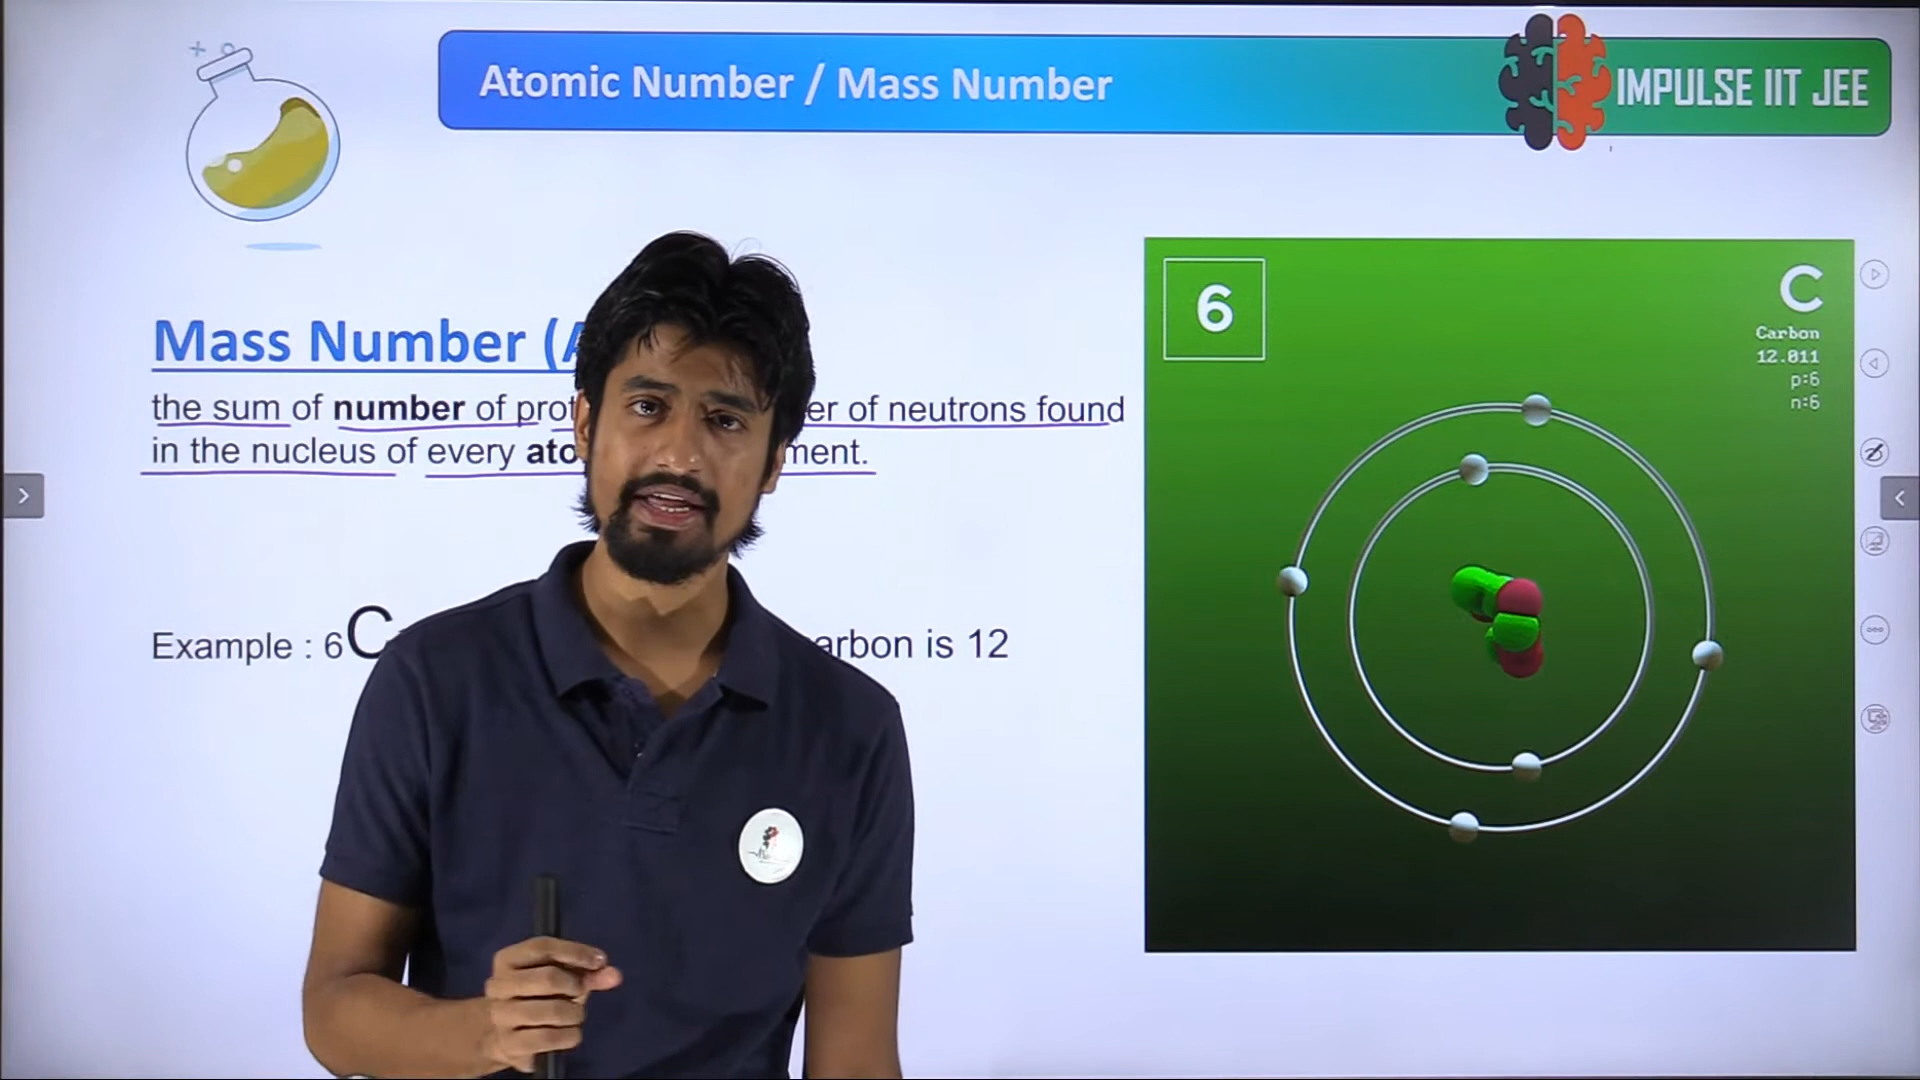 Atomic Number / Mass Number
IMPULSE IIT JEE
Mass Number (A
the sum of number of prot er of neutrons found
in the nucleus of every ato ment.
Example : 6C arbon is 12
6
C
Carbon
12.011
p:6
n:6